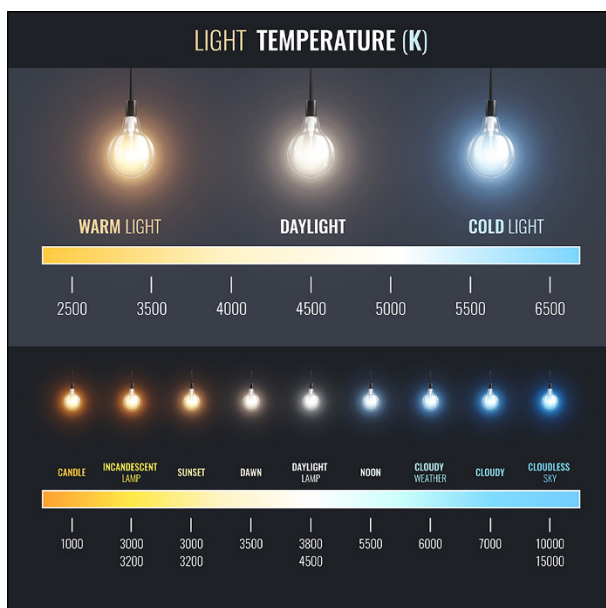 LIGHT TEMPERATURE (K)
WARM LIGHT
DAYLIGHT
COLD LIGHT
2500 3500 4000 4500 5000 5500 6500
CANDLE
INCANDESCENT
LAMP
SUNSET
DAWN
DAYLIGHT
LAMP
NOON
CLOUDY
WEATHER
CLOUDY
CLOUDLESS
SKY
1000
3000
3200
3000
3200
3500
3800
4500
5500
6000
7000
10000
15000